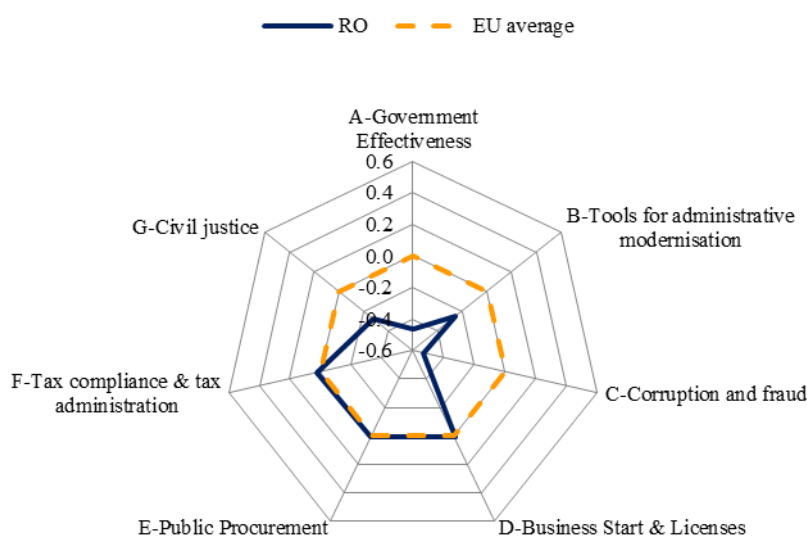 RO
EU average
A-Government
Effectiveness
0.6
0.4
0.2
0.0
-0.2
-0.4
-0.6
B-Tools for administrative
modernisation
G-Civil justice
C-Corruption and fraud
F-Tax compliance & tax
administration
E-Public Procurement
D-Business Start & Licenses